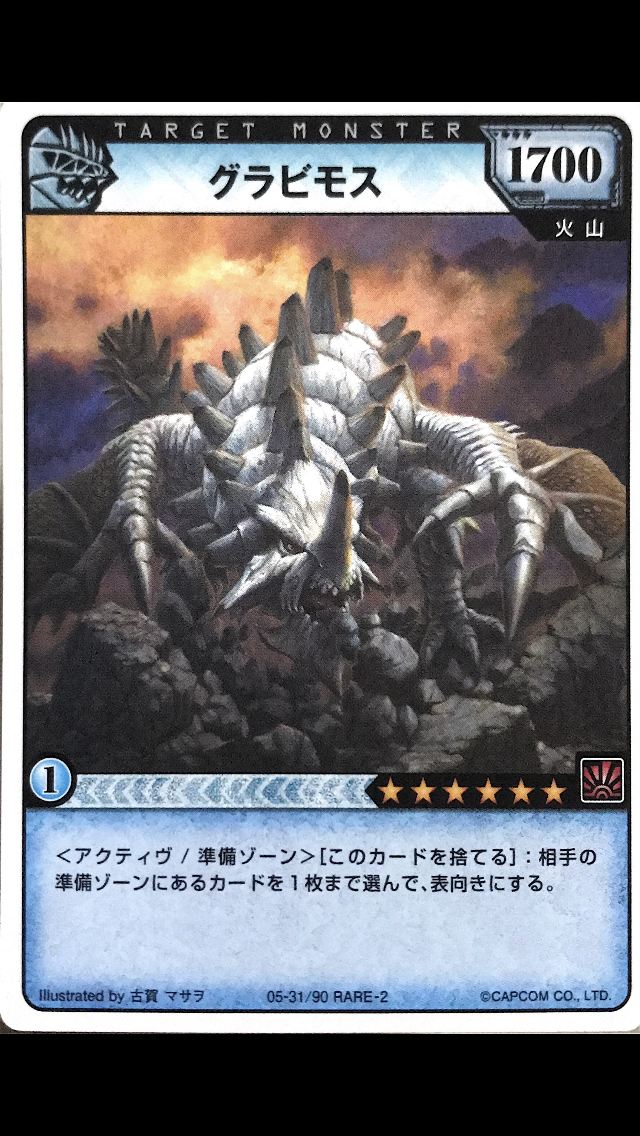 TARGET MONSTER
グラビモス
1700
火山
1
＜アクティヴ / 準備ゾーン＞[このカードを捨てる]：相手の
準備ゾーンにあるカードを１枚まで選んで､表向きにする。
Illustrated by 古賀 マサヲ 05-31/90 RARE-2 ©CAPCOM CO., LTD.